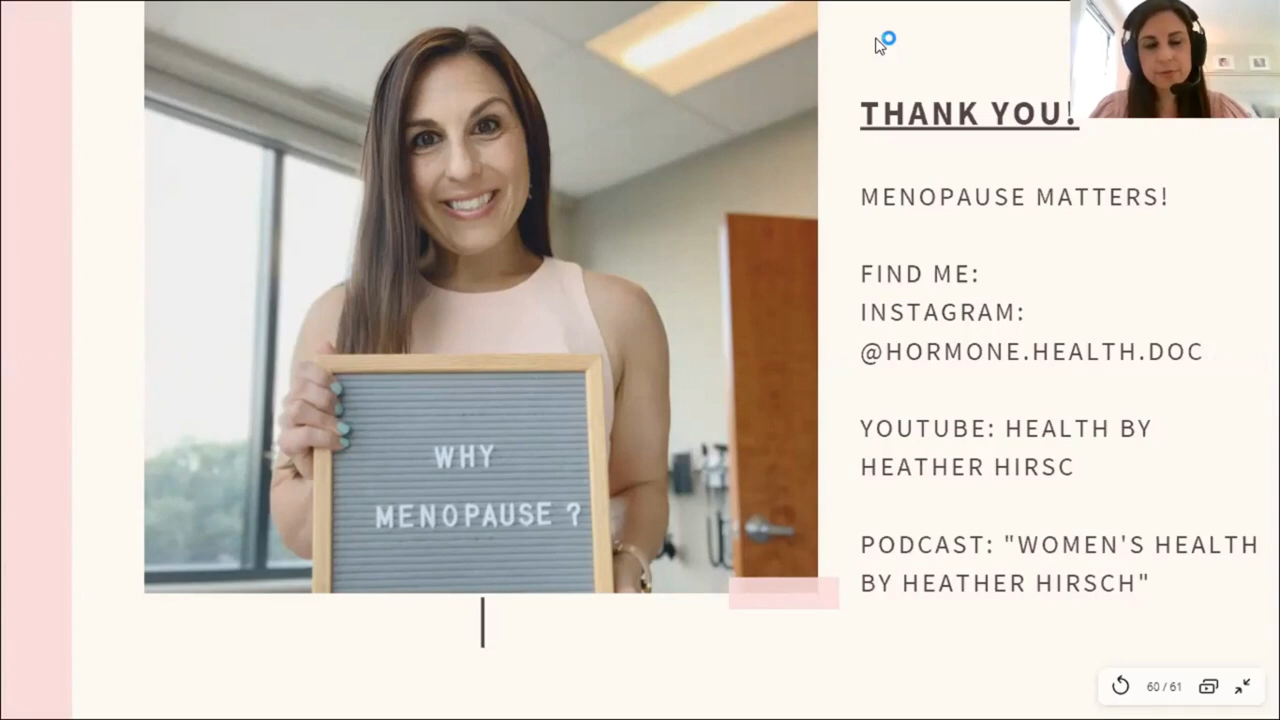 WHY
MENOPAUSE ?
THANK YOU!
MENOPAUSE MATTERS!
FIND ME:
INSTAGRAM:
@HORMONE.HEALTH.DOC
YOUTUBE: HEALTH BY
HEATHER HIRSC
PODCAST: "WOMEN'S HEALTH
BY HEATHER HIRSCH"
60 / 61